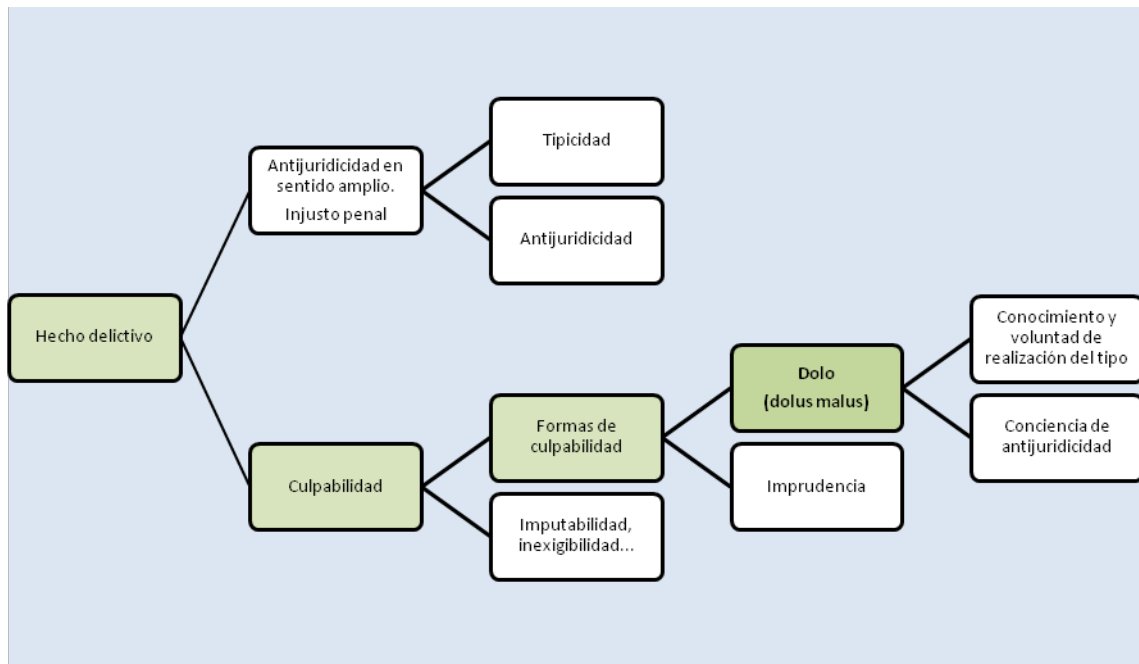 Tipicidad
Antijuridicidad en
sentido amplio.
Injusto penal
Antijuridicidad
Hecho delictivo
Conocimiento y
voluntad de
realización del tipo
Dolo
(dolus malus)
Formas de
culpabilidad
Conciencia de
antijuridicidad
Culpabilidad
Imprudencia
Imputabilidad,
inexigibilidad...